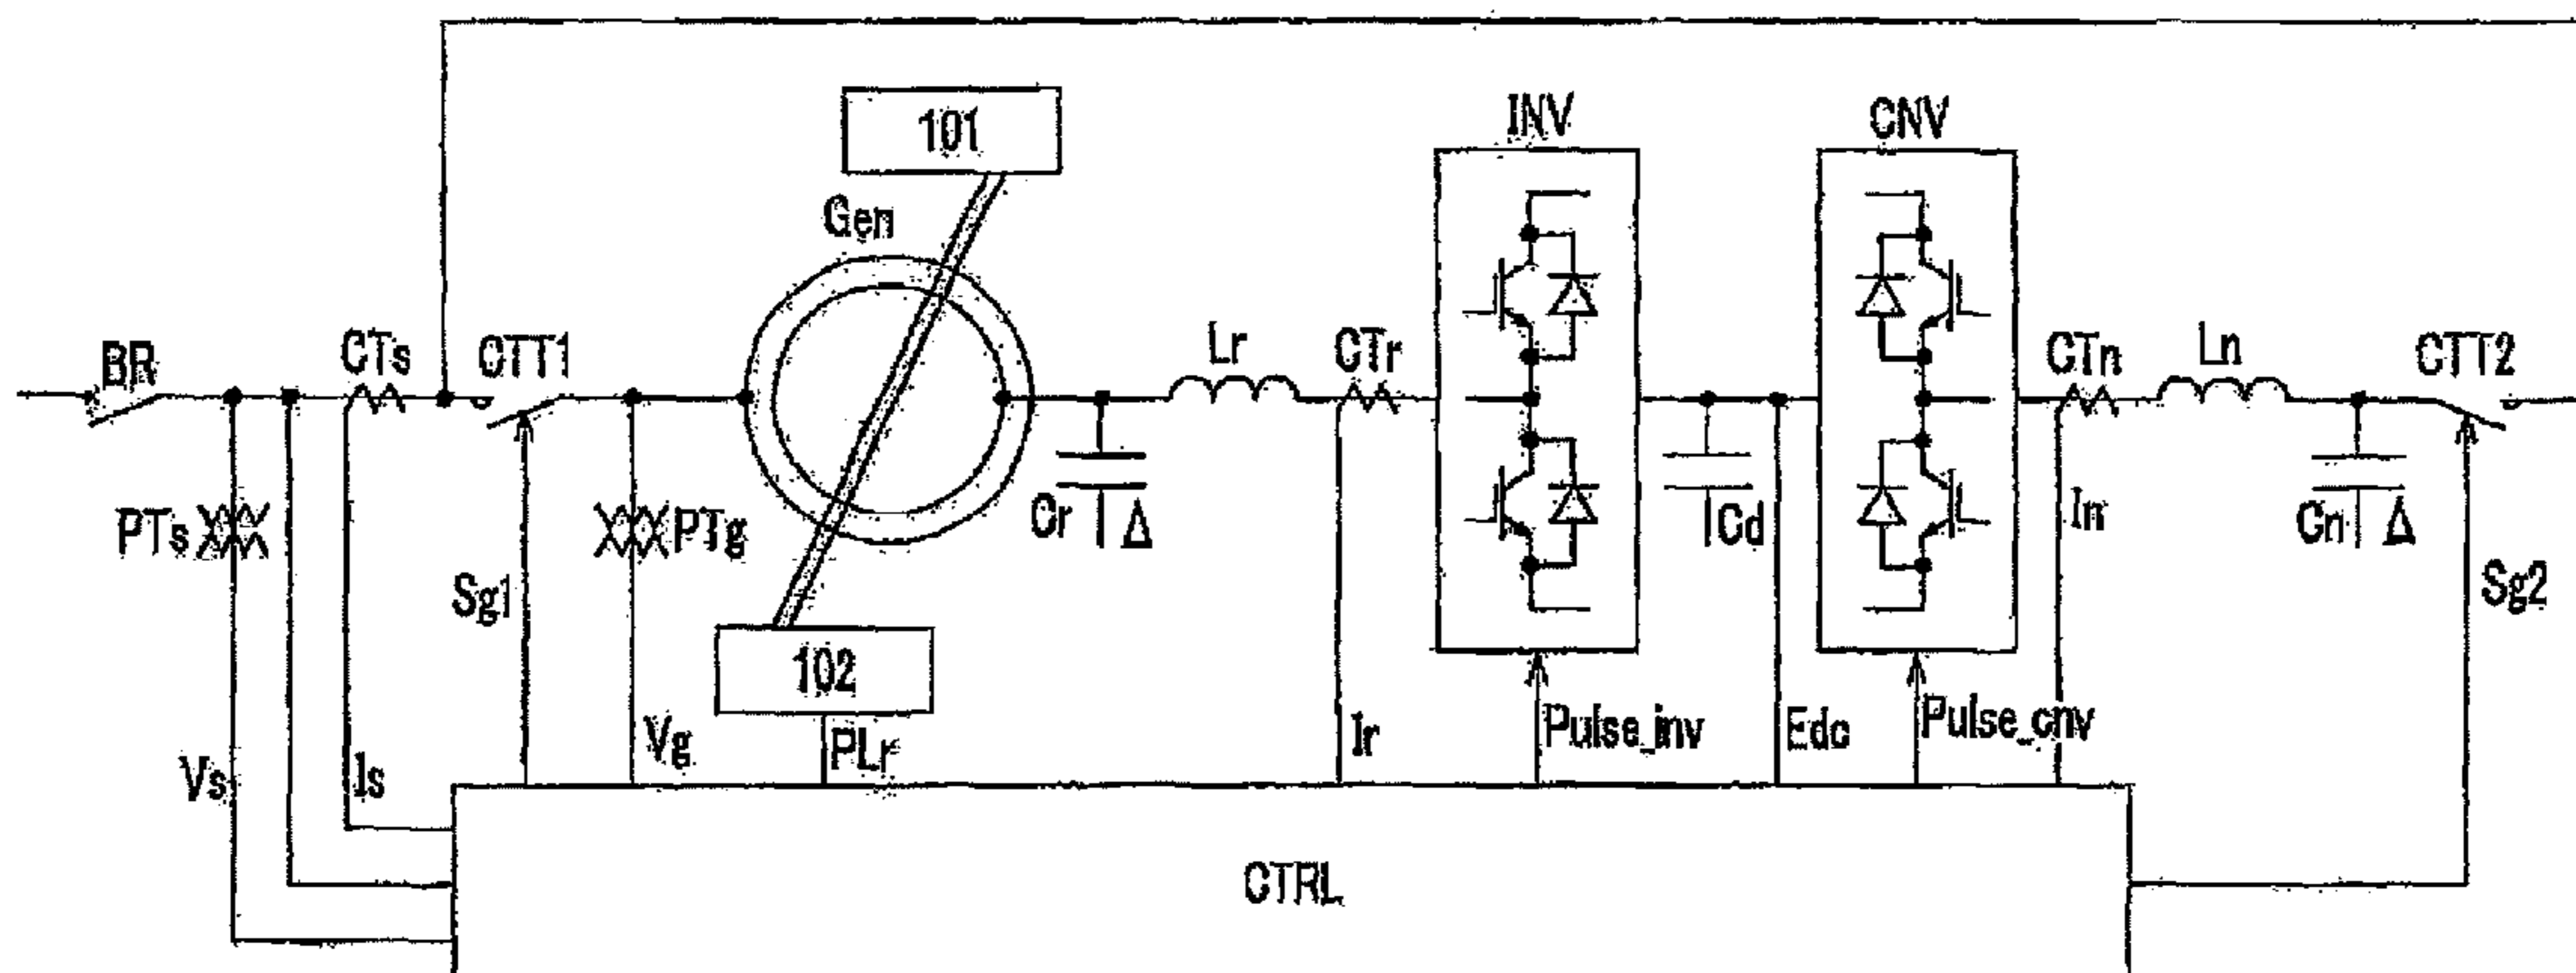 101
INV
CNV
Gen
BR
CTs
CTT1
Lr
CTr
CTn
Ln
CTT2
PTs
PTg
Cr
Δ
Cd
In
Cn
Δ
Sg1
Sg2
102
Vs
Is
Vg
PLr
Ir
Pulse_inv
Edc
Pulse_cnv
CTRL